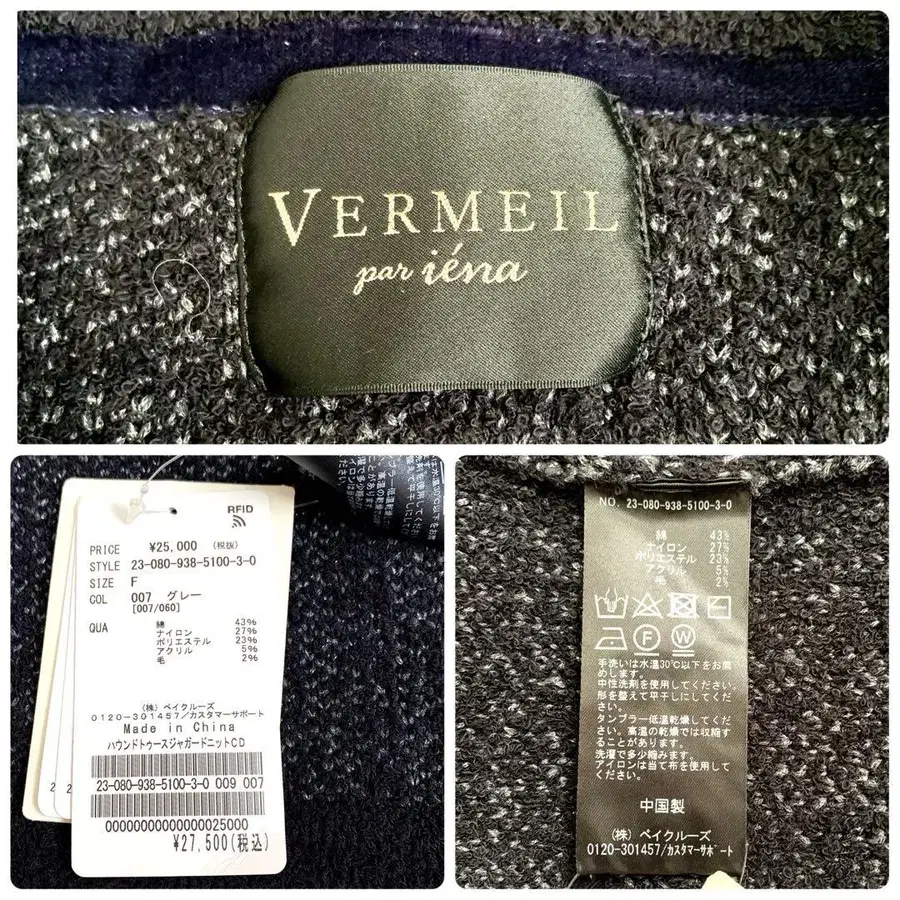 VERMEIL
par iéna
RFID
PRICE ¥25,000 (税抜)
STYLE 23-080-938-5100-3-0
SIZE F
COL 007 グレー
[007/060]
QUA 綿 43%
ナイロン 27%
ポリエステル 23%
アクリル 5%
毛 2%
(株) ベイクルーズ
0120-301457/カスタマーサポート
Made in China
ハウンドトゥースジャガードニットCD
23-080-938-5100-3-0 009 007
00000000000000025000
¥27,500(税込)
NO. 23-080-938-5100-3-0
綿 43%
ナイロン 27%
ポリエステル 23%
アクリル 5%
毛 2%
F
W
手洗いは水温30℃以下をお薦
めします。
中性洗剤を使用してください。
形を整えて平干しにしてくだ
さい。
タンブラー低温乾燥してくださ
い。高温の乾燥では収縮す
ることがあります。
洗濯で多少縮みます。
アイロンは当て布を使用して
ください。
中国製
(株) ベイクルーズ
0120-301457/カスタマーサポート